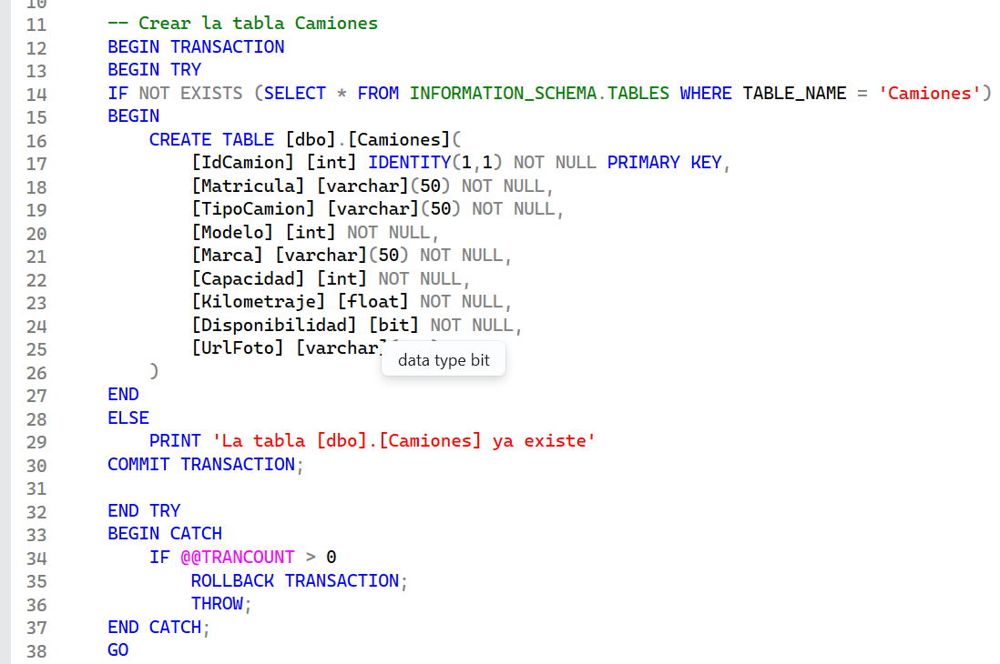 10
11 -- Crear la tabla Camiones
12 BEGIN TRANSACTION
13 BEGIN TRY
14 IF NOT EXISTS (SELECT * FROM INFORMATION_SCHEMA.TABLES WHERE TABLE_NAME = 'Camiones')
15 BEGIN
16 CREATE TABLE [dbo].[Camiones](
17 [IdCamion] [int] IDENTITY(1,1) NOT NULL PRIMARY KEY,
18 [Matricula] [varchar](50) NOT NULL,
19 [TipoCamion] [varchar](50) NOT NULL,
20 [Modelo] [int] NOT NULL,
21 [Marca] [varchar](50) NOT NULL,
22 [Capacidad] [int] NOT NULL,
23 [Kilometraje] [float] NOT NULL,
24 [Disponibilidad] [bit] NOT NULL,
25 [UrlFoto] [varchar]
data type bit
26 )
27 END
28 ELSE
29 PRINT 'La tabla [dbo].[Camiones] ya existe'
30 COMMIT TRANSACTION;
31
32 END TRY
33 BEGIN CATCH
34 IF @@TRANCOUNT > 0
35 ROLLBACK TRANSACTION;
36 THROW;
37 END CATCH;
38 GO